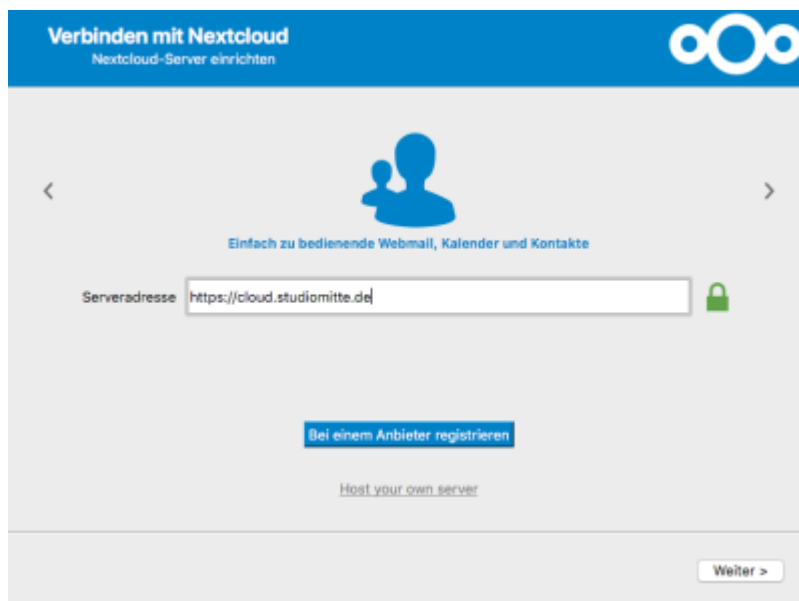 Verbinden mit Nextcloud
Nextcloud-Server einrichten
Einfach zu bedienende Webmail, Kalender und Kontakte
Serveradresse https://cloud.studiomitte.de
Bei einem Anbieter registrieren
Host your own server
Weiter >